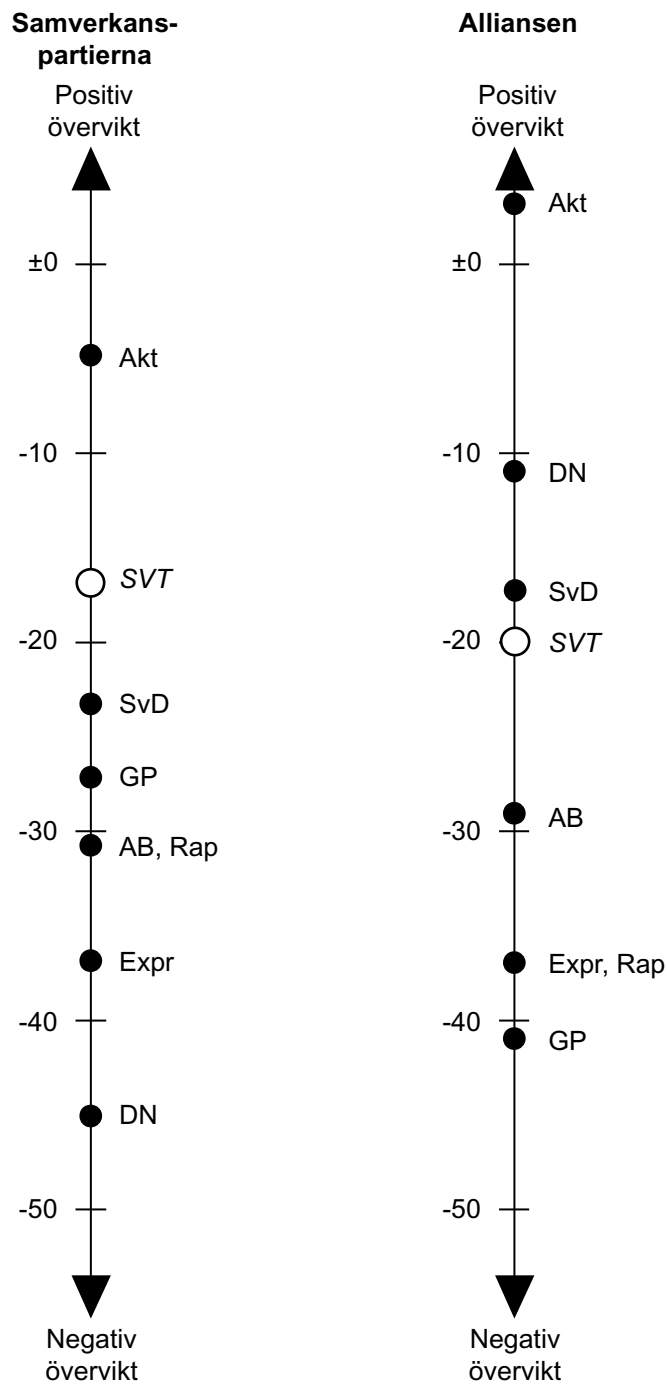 Samverkans-
partierna
Positiv
övervikt
±0
Akt
-10
SVT
-20
SvD
GP
-30
AB, Rap
Expr
-40
DN
-50
Negativ
övervikt
Alliansen
Positiv
övervikt
Akt
±0
-10
DN
SvD
-20
SVT
AB
-30
Expr, Rap
-40
GP
-50
Negativ
övervikt